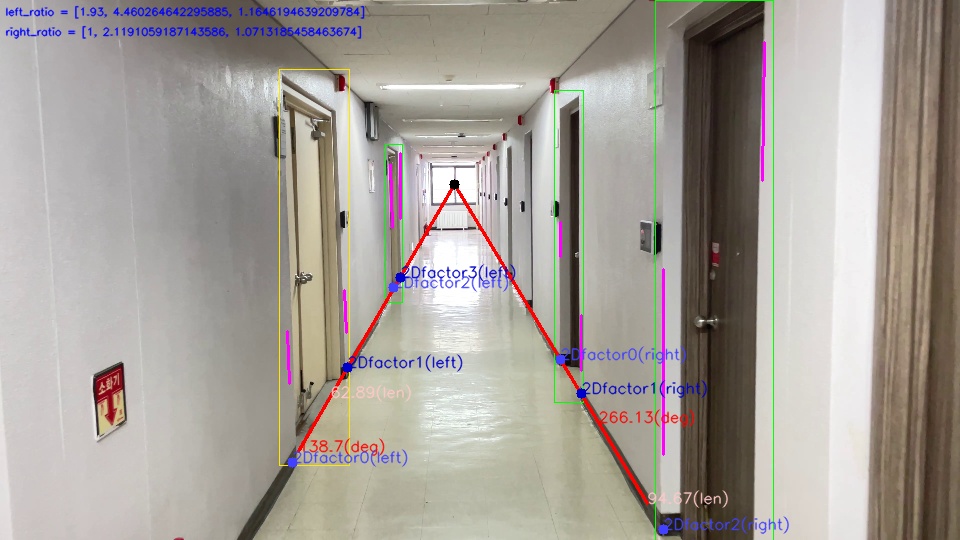 left_ratio = [1.93, 4.460264642295885, 1.1646194639209784]
right_ratio = [1, 2.1191059187143586, 1.0713185458463674]
2Dfactor3(left)
2Dfactor2(left)
2Dfactor0(right)
2Dfactor1(left)
2Dfactor1(right)
62.89(len)
소화기
266.13(deg)
138.7(deg)
2Dfactor0(left)
94.67(len)
2Dfactor2(right)